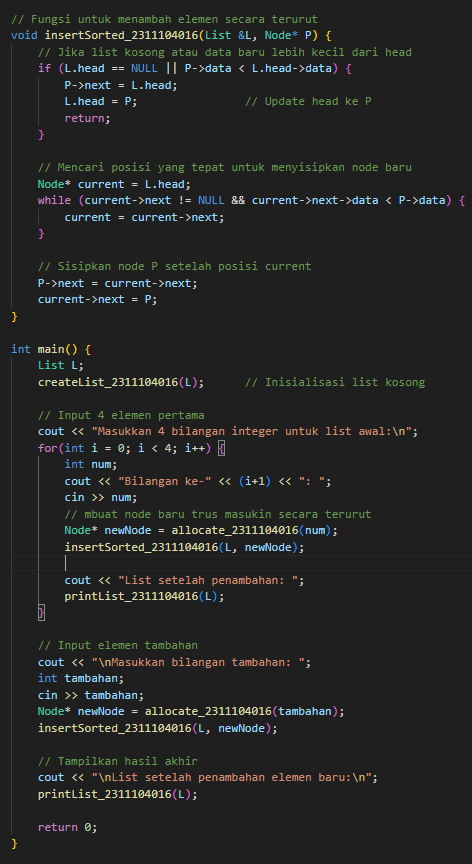 // Fungsi untuk menambah elemen secara terurut
void insertSorted_2311104016(List &L, Node* P) {
    // Jika list kosong atau data baru lebih kecil dari head
    if (L.head == NULL || P->data < L.head->data) {
        P->next = L.head;
        L.head = P;                // Update head ke P
        return;
    }

    // Mencari posisi yang tepat untuk menyisipkan node baru
    Node* current = L.head;
    while (current->next != NULL && current->next->data < P->data) {
        current = current->next;
    }

    // Sisipkan node P setelah posisi current
    P->next = current->next;
    current->next = P;
}

int main() {
    List L;
    createList_2311104016(L);      // Inisialisasi list kosong

    // Input 4 elemen pertama
    cout << "Masukkan 4 bilangan integer untuk list awal:\n";
    for(int i = 0; i < 4; i++) {
        int num;
        cout << "Bilangan ke-" << (i+1) << ": ";
        cin >> num;
        // mbuat node baru trus masukin secara terurut
        Node* newNode = allocate_2311104016(num);
        insertSorted_2311104016(L, newNode);

        cout << "List setelah penambahan: ";
        printList_2311104016(L);
    }

    // Input elemen tambahan
    cout << "\nMasukkan bilangan tambahan: ";
    int tambahan;
    cin >> tambahan;
    Node* newNode = allocate_2311104016(tambahan);
    insertSorted_2311104016(L, newNode);

    // Tampilkan hasil akhir
    cout << "\nList setelah penambahan elemen baru:\n";
    printList_2311104016(L);

    return 0;
}